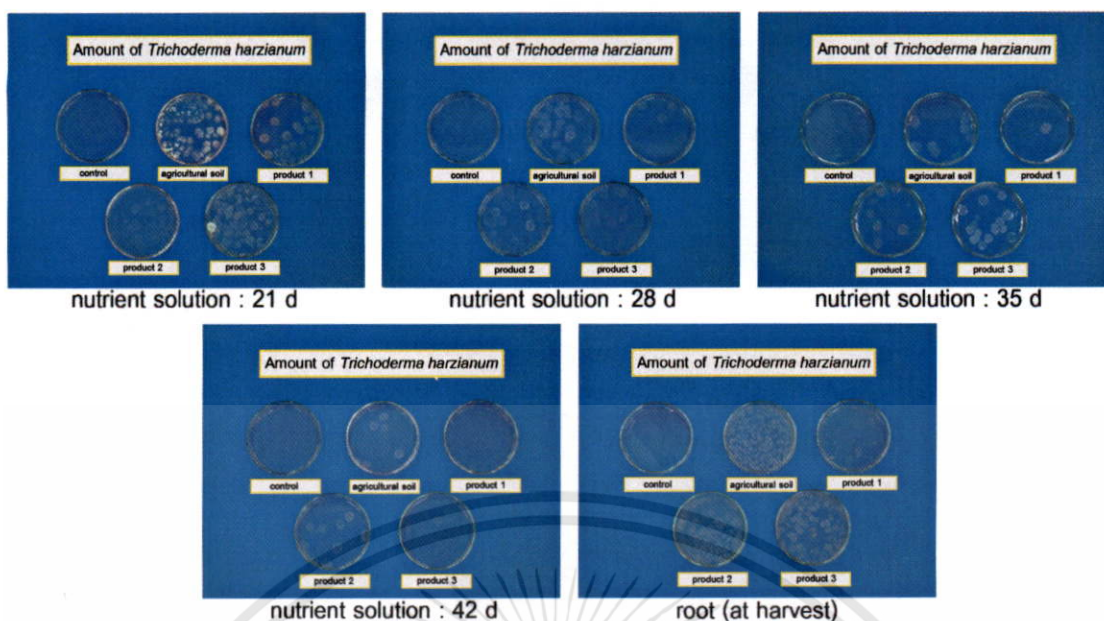 Amount of Trichoderma harzianum
control
agricultural soil
product 1
product 2
product 3
nutrient solution : 21 d
Amount of Trichoderma harzianum
control
agricultural soil
product 1
product 2
product 3
nutrient solution : 28 d
Amount of Trichoderma harzianum
control
agricultural soil
product 1
product 2
product 3
nutrient solution : 35 d
Amount of Trichoderma harzianum
control
agricultural soil
product 1
product 2
product 3
nutrient solution : 42 d
Amount of Trichoderma harzianum
control
agricultural soil
product 1
product 2
product 3
root (at harvest)